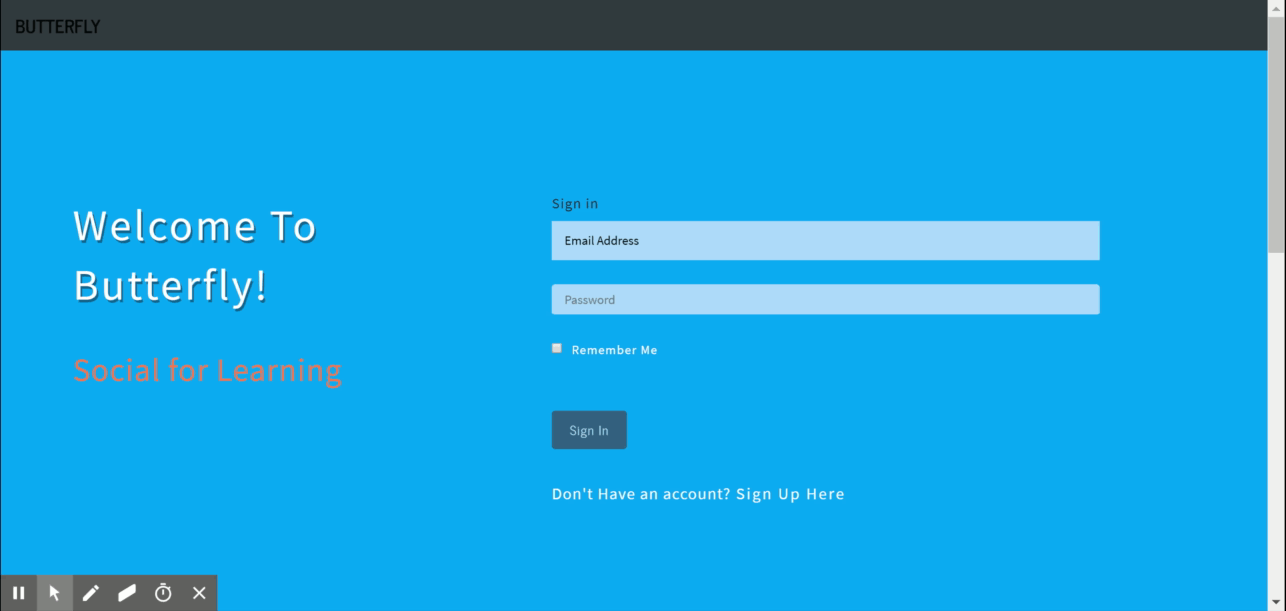 BUTTERFLY
Welcome To
Butterfly!
Social for Learning
Sign in
Email Address
Password
Remember Me
Sign In
Don't Have an account? Sign Up Here